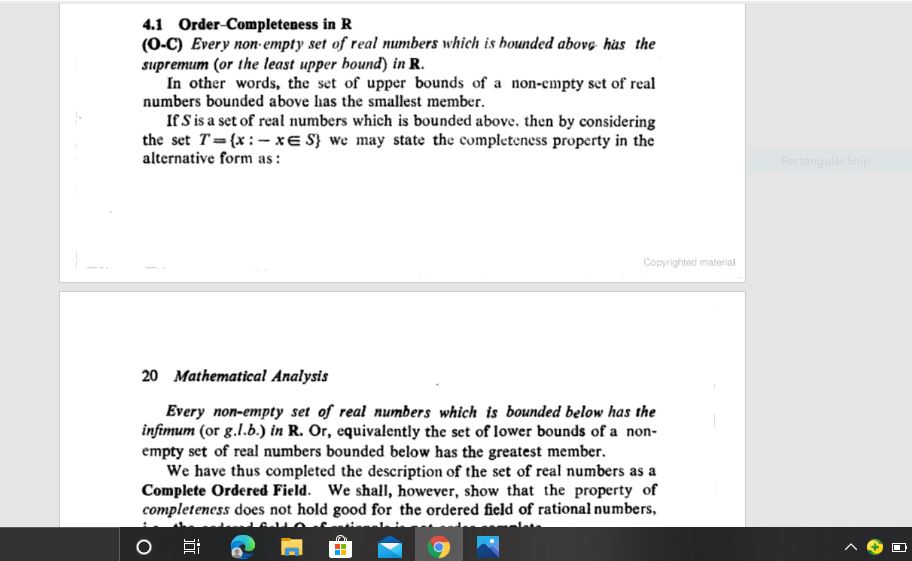 4.1 Order-Completeness in R
(O-C) Every non-empty set of real numbers which is bounded above has the
supremum (or the least upper bound) in R.
In other words, the set of upper bounds of a non-empty set of real
numbers bounded above has the smallest member.
If S is a set of real numbers which is bounded above, then by considering
the set T = {x : − x ∈ S} we may state the completeness property in the
alternative form as :
Rectangular Snip
Copyrighted material
20 Mathematical Analysis
Every non-empty set of real numbers which is bounded below has the
infimum (or g.l.b.) in R. Or, equivalently the set of lower bounds of a non-
empty set of real numbers bounded below has the greatest member.
We have thus completed the description of the set of real numbers as a
Complete Ordered Field. We shall, however, show that the property of
completeness does not hold good for the ordered field of rational numbers,